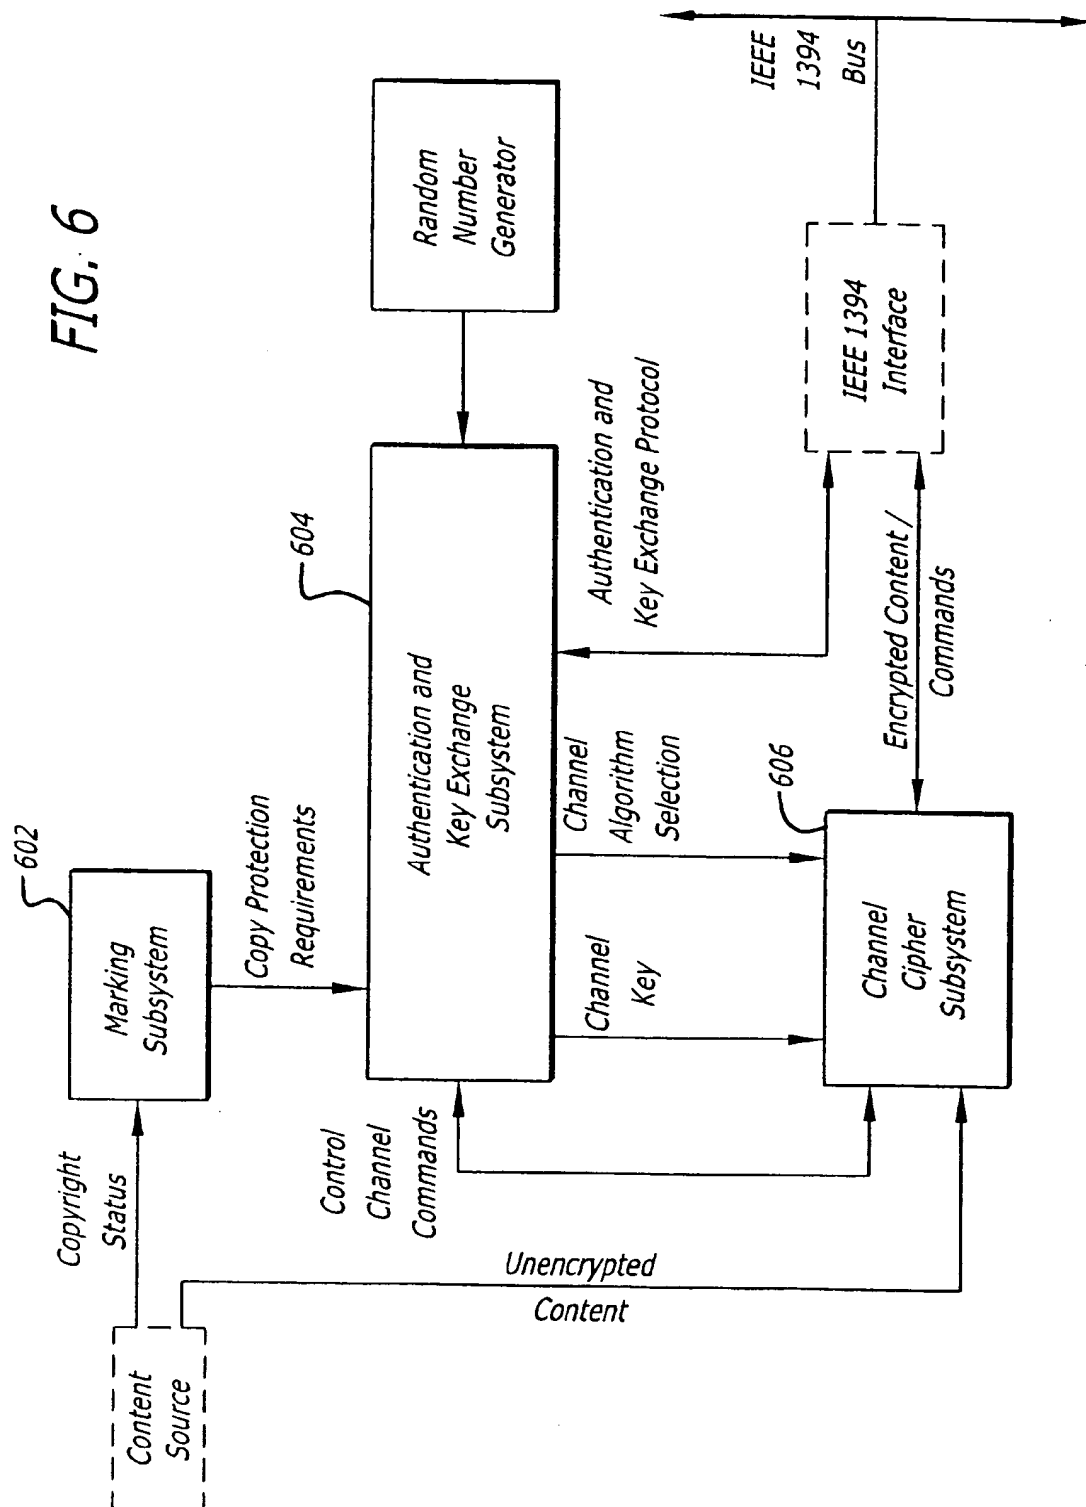 FIG. 6
Content
Source
Copyright
Status
Marking
Subsystem
602
Copy Protection
Requirements
Authentication and
Key Exchange
Subsystem
604
Random
Number
Generator
Control
Channel
Commands
Channel
Key
Channel
Algorithm
Selection
Authentication and
Key Exchange Protocol
Unencrypted
Content
Channel
Cipher
Subsystem
606
Encrypted Content /
Commands
IEEE 1394
Interface
IEEE
1394
Bus